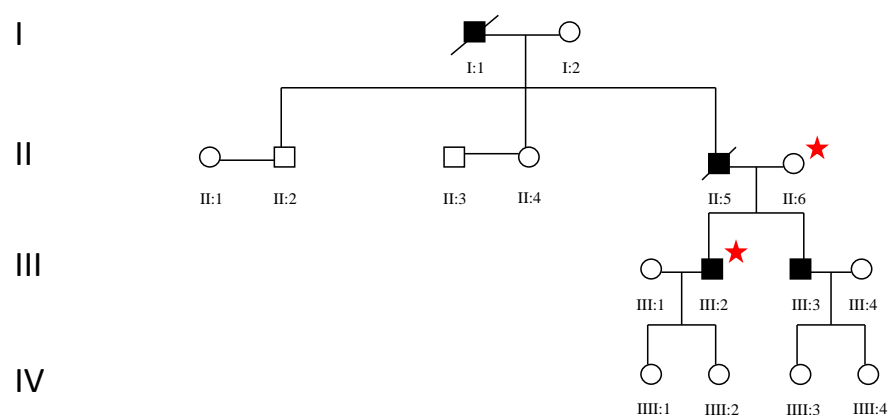 I
I:1 I:2
II
II:1 II:2 II:3 II:4 II:5 II:6
III
III:1 III:2 III:3 III:4
IV
IIII:1 IIII:2 IIII:3 IIII:4